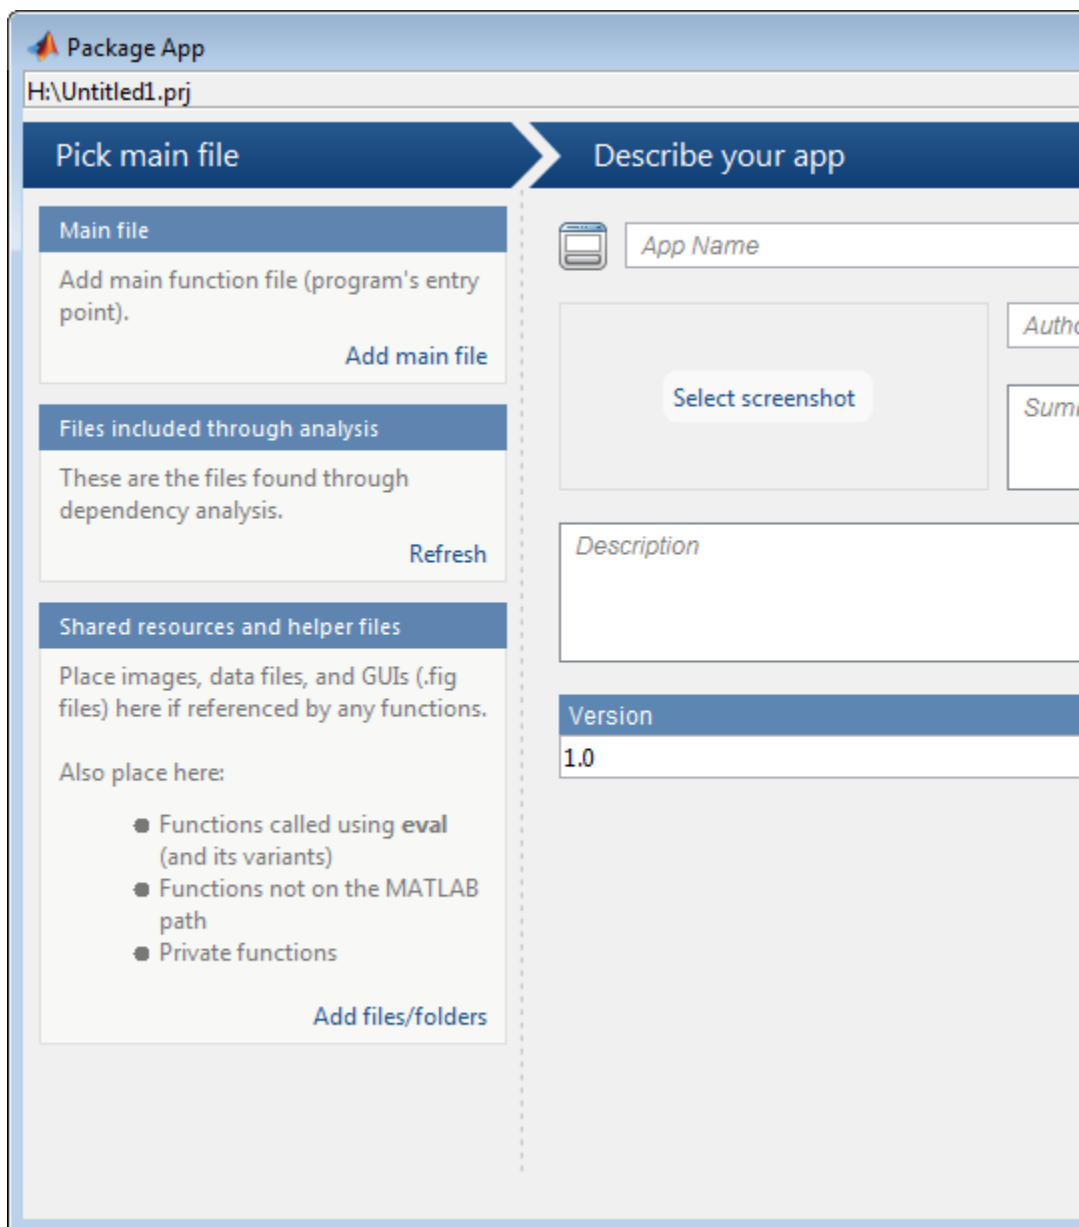 Package App
H:\Untitled1.prj
Pick main file
Describe your app
Main file
Add main function file (program's entry
point).
Add main file
Files included through analysis
These are the files found through
dependency analysis.
Refresh
Shared resources and helper files
Place images, data files, and GUIs (.fig
files) here if referenced by any functions.
Also place here:
Functions called using eval
(and its variants)
Functions not on the MATLAB
path
Private functions
Add files/folders
App Name
Select screenshot
Description
Version
1.0